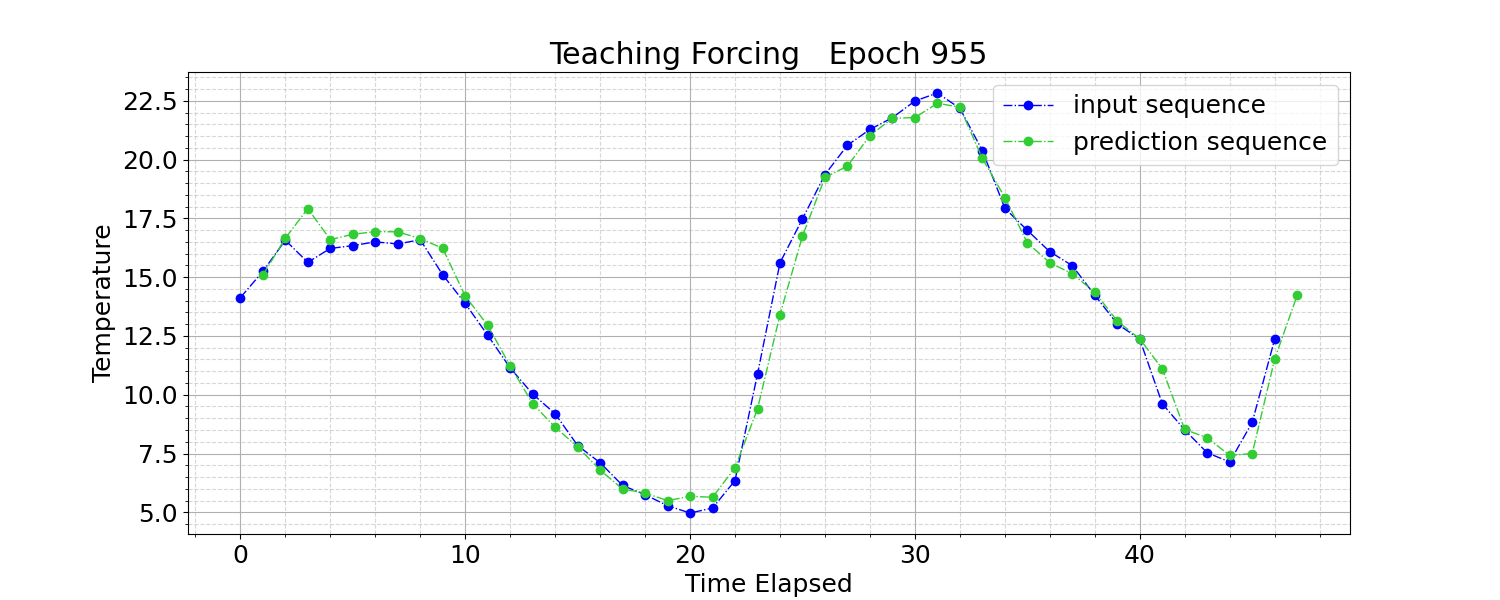 Teaching Forcing   Epoch 955
22.5
20.0
17.5
15.0
12.5
10.0
7.5
5.0
Temperature
input sequence
prediction sequence
0 10 20 30 40
Time Elapsed